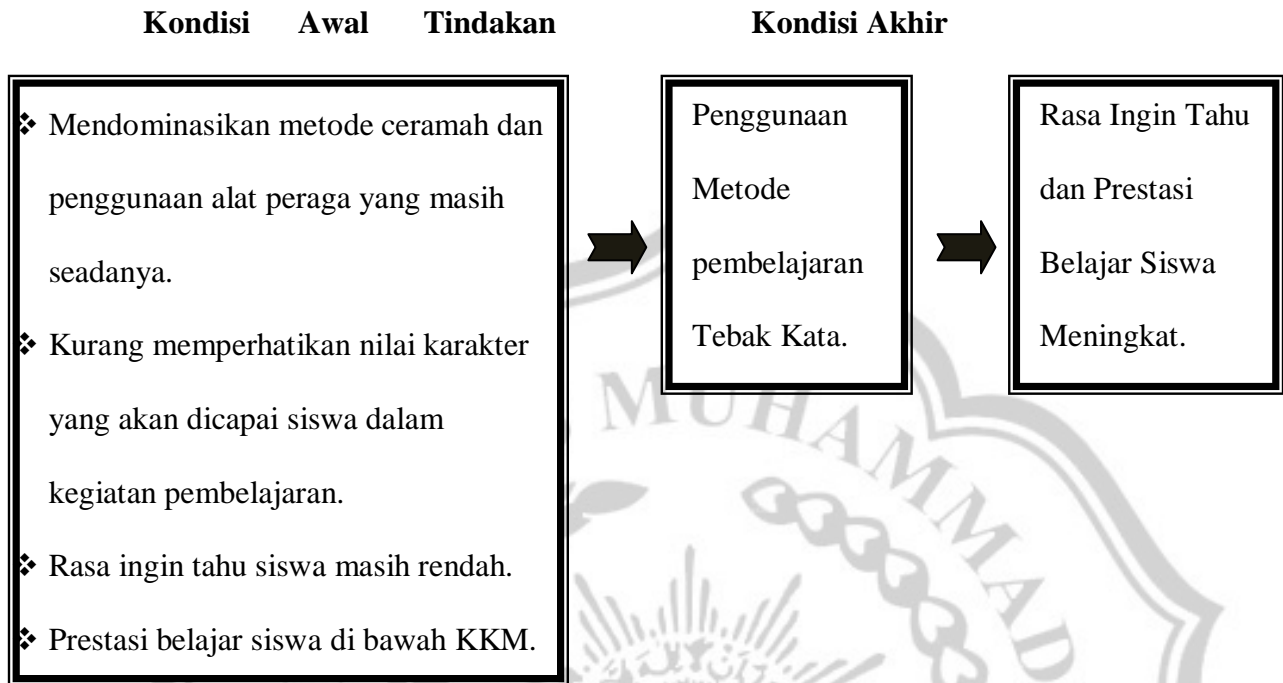 Kondisi Awal Tindakan Kondisi Akhir
❖ Mendominasikan metode ceramah dan
penggunaan alat peraga yang masih
seadanya.
❖ Kurang memperhatikan nilai karakter
yang akan dicapai siswa dalam
kegiatan pembelajaran.
❖ Rasa ingin tahu siswa masih rendah.
❖ Prestasi belajar siswa di bawah KKM.
Penggunaan
Metode
pembelajaran
Tebak Kata.
Rasa Ingin Tahu
dan Prestasi
Belajar Siswa
Meningkat.
MUHAMMAD